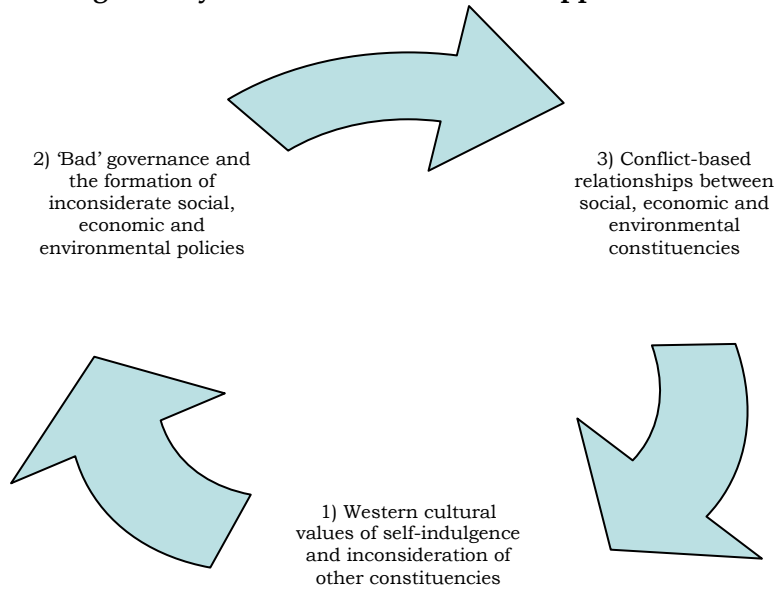 2) ‘Bad’ governance and
the formation of
inconsiderate social,
economic and
environmental policies
3) Conflict-based
relationships between
social, economic and
environmental
constituencies
1) Western cultural
values of self-indulgence
and inconsideration of
other constituencies